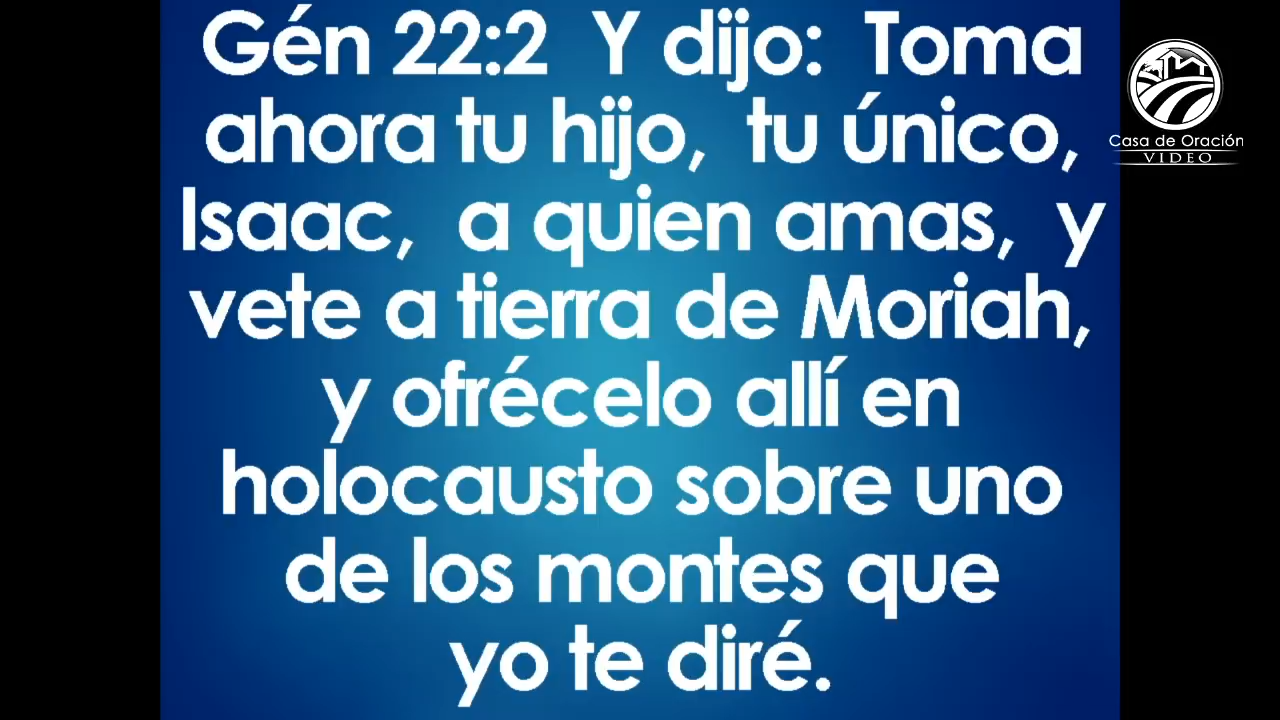 Gén 22:2 Y dijo: Toma
ahora tu hijo, tu único,
Isaac, a quien amas, y
vete a tierra de Moriah,
y ofrécelo allí en
holocausto sobre uno
de los montes que
yo te diré.
Casa de Oración
VIDEO